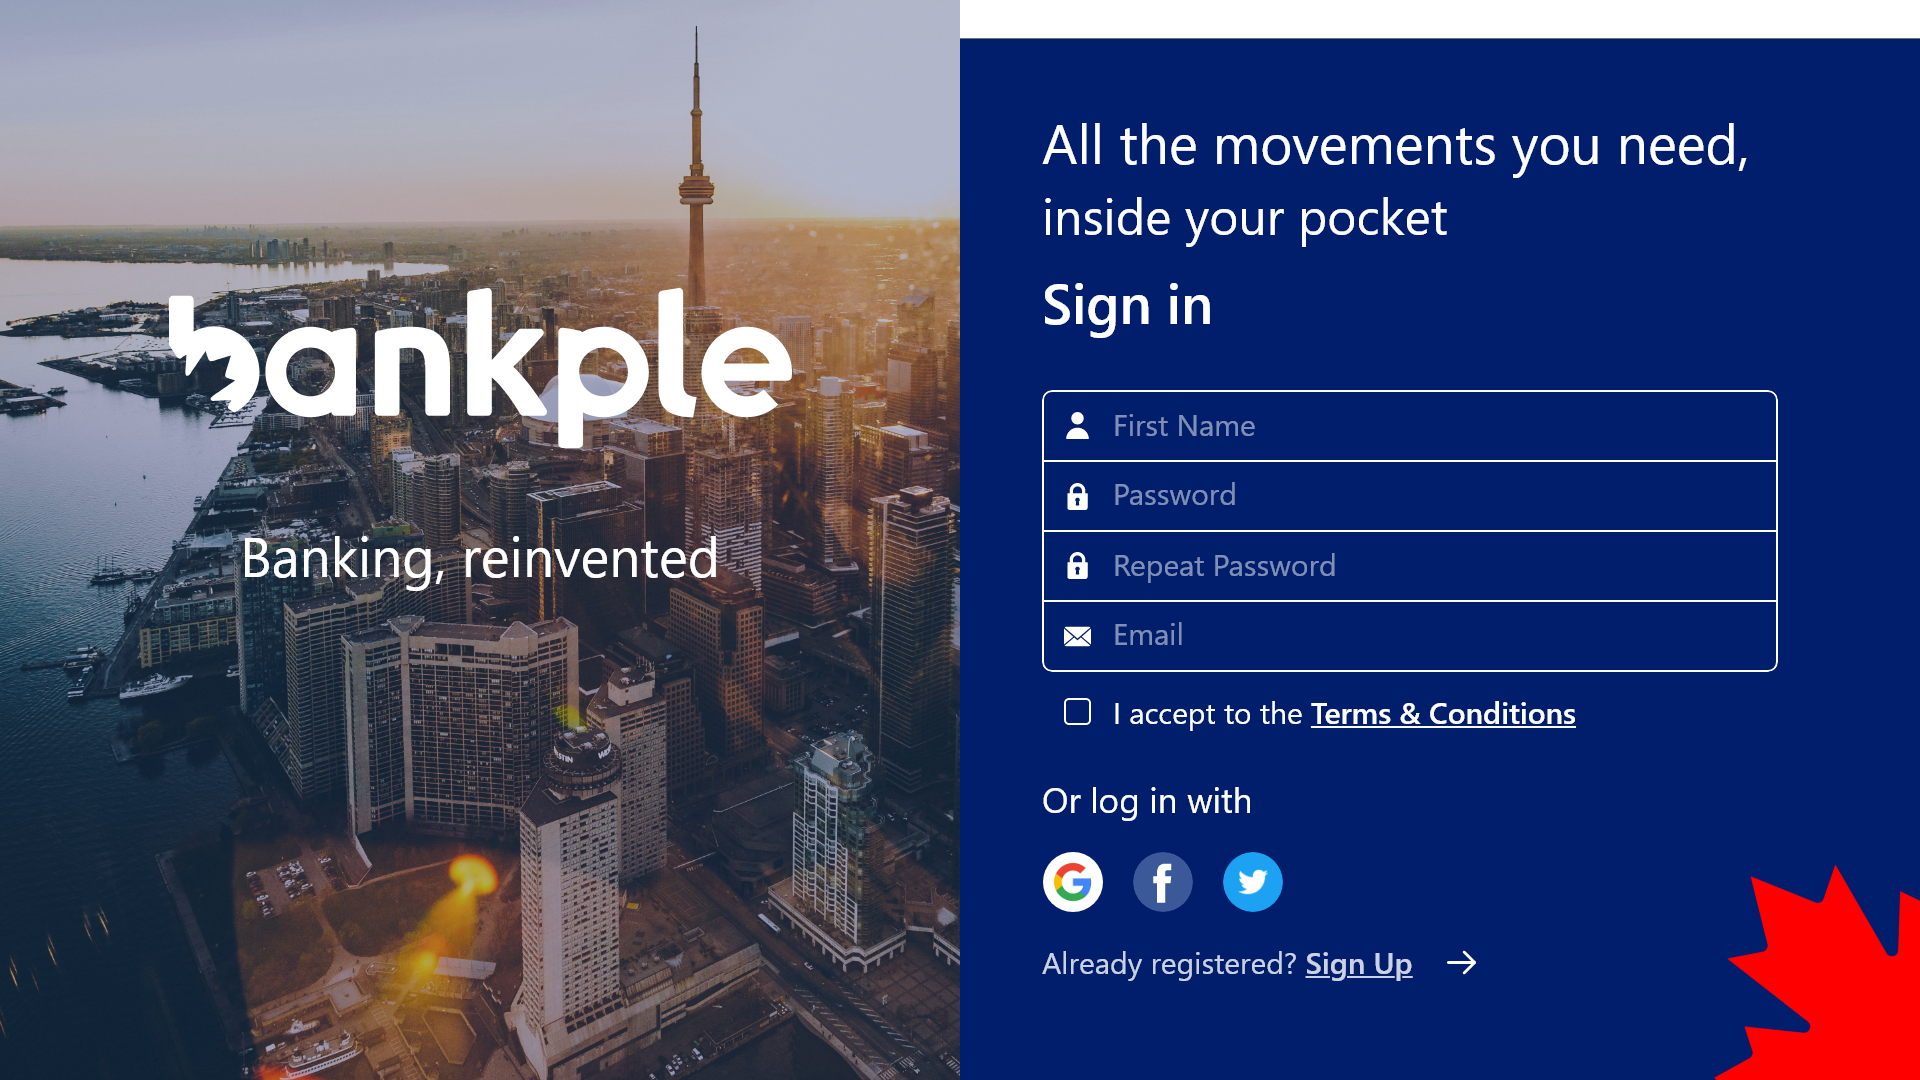 bankple
Banking, reinvented
All the movements you need,
inside your pocket
Sign in
First Name
Password
Repeat Password
Email
I accept to the Terms & Conditions
Or log in with
Already registered? Sign Up